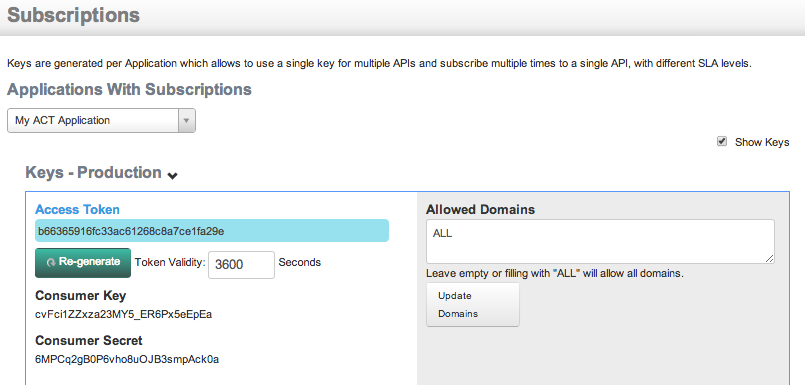 Subscriptions
Keys are generated per Application which allows to use a single key for multiple APIs and subscribe multiple times to a single API, with different SLA levels.
Applications With Subscriptions
My ACT Application
Show Keys
Keys - Production
Access Token
b66365916fc33ac61268c8a7ce1fa29e
Re-generate Token Validity: 3600 Seconds
Consumer Key
cvFci1ZZxza23MY5_ER6Px5eEpEa
Consumer Secret
6MPCq2gB0P6vho8uOJB3smpAck0a
Allowed Domains
ALL
Leave empty or filling with "ALL" will allow all domains.
Update
Domains